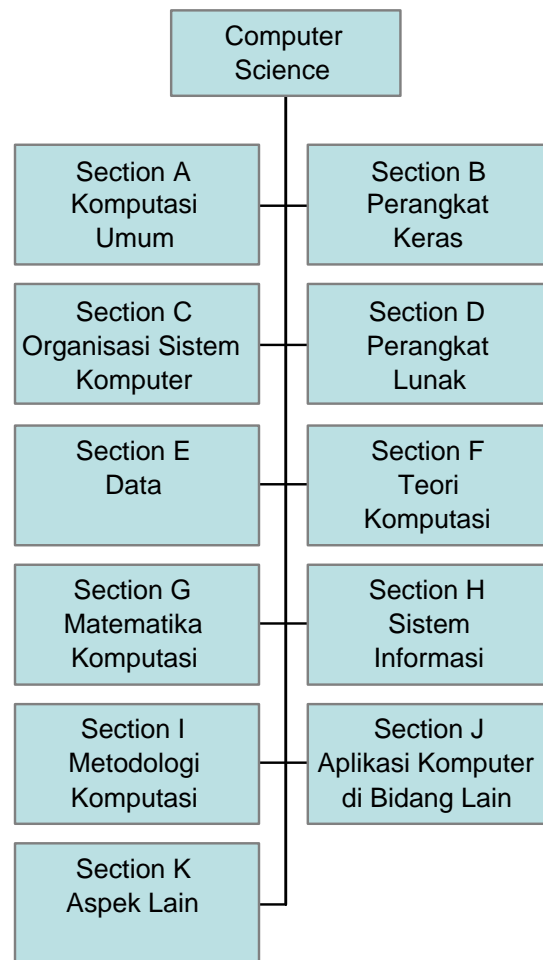 Computer
Science
Section A
Komputasi
Umum
Section B
Perangkat
Keras
Section C
Organisasi Sistem
Komputer
Section D
Perangkat
Lunak
Section E
Data
Section F
Teori
Komputasi
Section G
Matematika
Komputasi
Section H
Sistem
Informasi
Section I
Metodologi
Komputasi
Section J
Aplikasi Komputer
di Bidang Lain
Section K
Aspek Lain